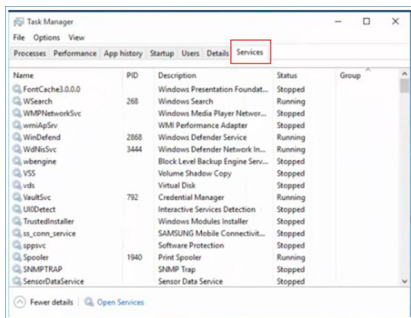 Task Manager
File Options View
Processes Performance App history Startup Users Details Services
Name PID Description Status Group
FontCache3.0.0.0 Windows Presentation Foundat... Stopped
WSearch 268 Windows Search Running
WMPNetworkSvc Windows Media Player Networ... Stopped
wmiApSrv WMI Performance Adapter Stopped
WinDefend 2868 Windows Defender Service Running
WdNisSvc 3444 Windows Defender Network In... Running
wbengine Block Level Backup Engine Serv... Stopped
VSS Volume Shadow Copy Stopped
vds Virtual Disk Stopped
VaultSvc 792 Credential Manager Running
UI0Detect Interactive Services Detection Stopped
TrustedInstaller Windows Modules Installer Stopped
ss_conn_service SAMSUNG Mobile Connectivit... Stopped
sppsvc Software Protection Stopped
Spooler 1940 Print Spooler Running
SNMPTRAP SNMP Trap Stopped
SensorDataService Sensor Data Service Stopped
Fewer details Open Services